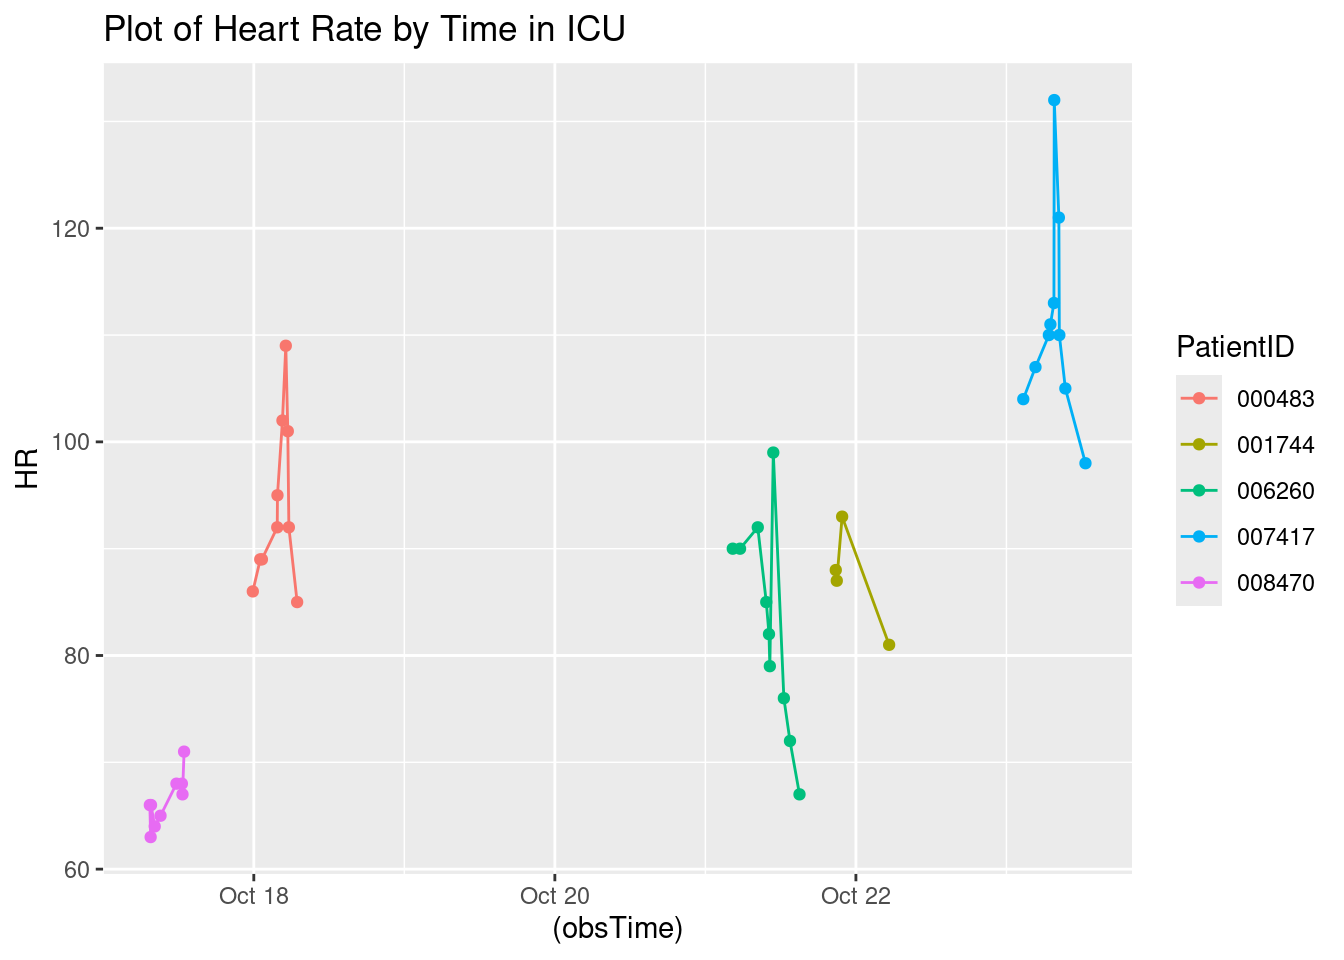 Plot of Heart Rate by Time in ICU
120
100
80
60
HR
Oct 18
Oct 20
Oct 22
(obsTime)
PatientID
000483
001744
006260
007417
008470